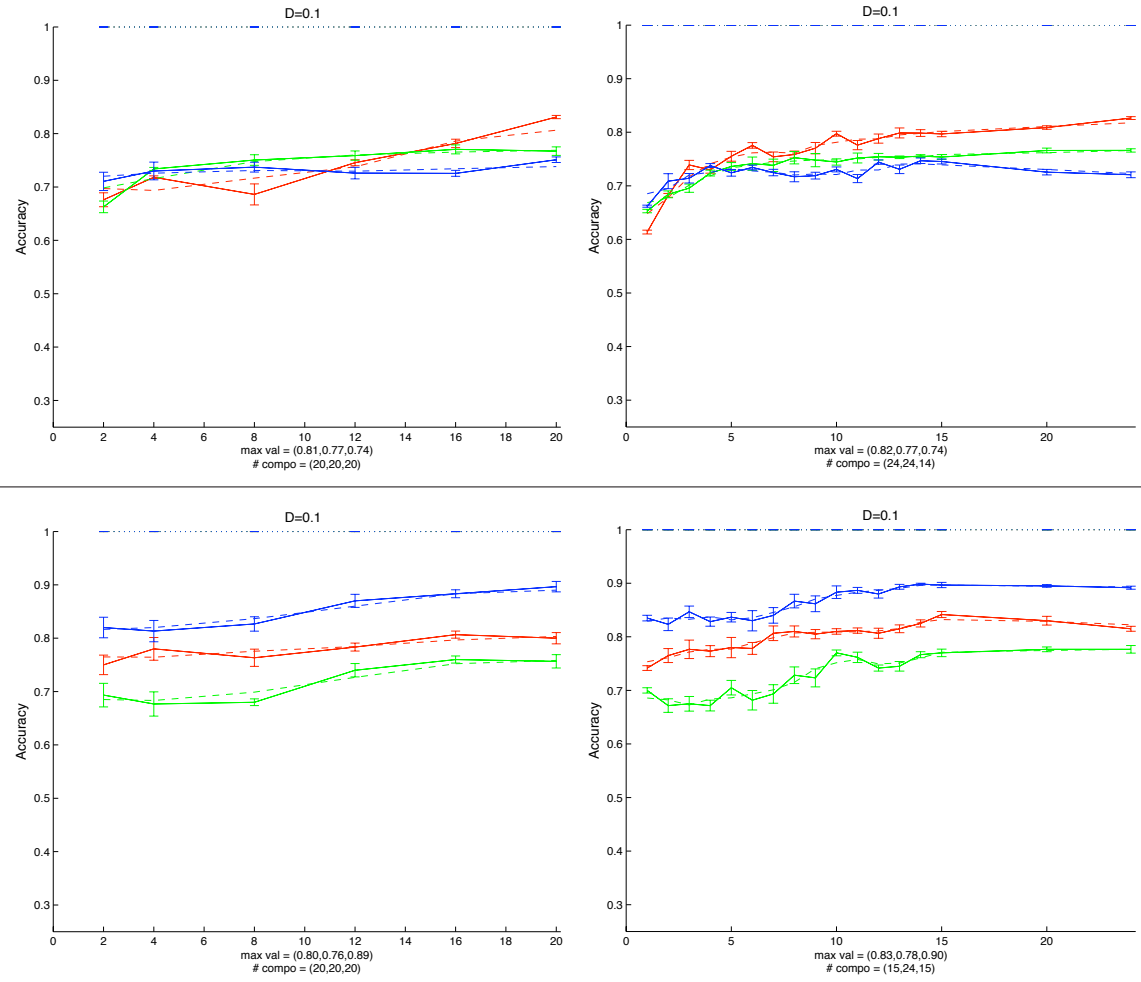 D=0.1
1
0.9
0.8
0.7
0.6
0.5
0.4
0.3
Accuracy
0 2 4 6 8 10 12 14 16 18 20
max val = (0.81,0.77,0.74)
# compo = (20,20,20)
D=0.1
1
0.9
0.8
0.7
0.6
0.5
0.4
0.3
Accuracy
0 5 10 15 20
max val = (0.82,0.77,0.74)
# compo = (24,24,14)
D=0.1
1
0.9
0.8
0.7
0.6
0.5
0.4
0.3
Accuracy
0 2 4 6 8 10 12 14 16 18 20
max val = (0.80,0.76,0.89)
# compo = (20,20,20)
D=0.1
1
0.9
0.8
0.7
0.6
0.5
0.4
0.3
Accuracy
0 5 10 15 20
max val = (0.83,0.78,0.90)
# compo = (15,24,15)